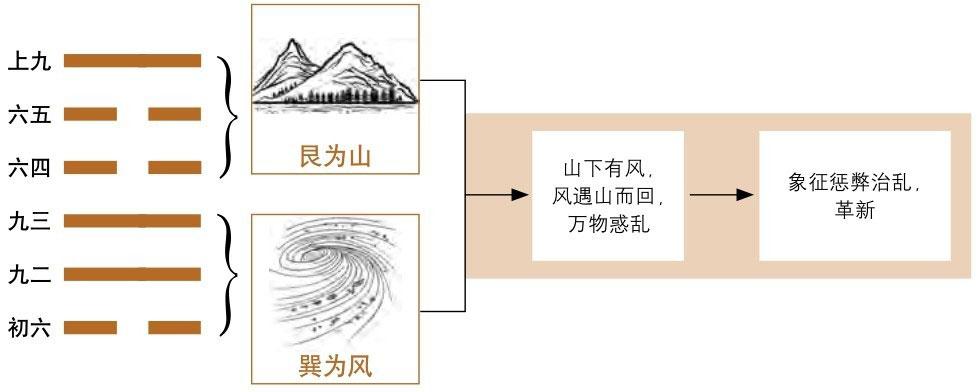 上九
六五
六四
九三
九二
初六
艮为山
巽为风
山下有风，
风遇山而回，
万物惑乱
象征惩弊治乱，
革新